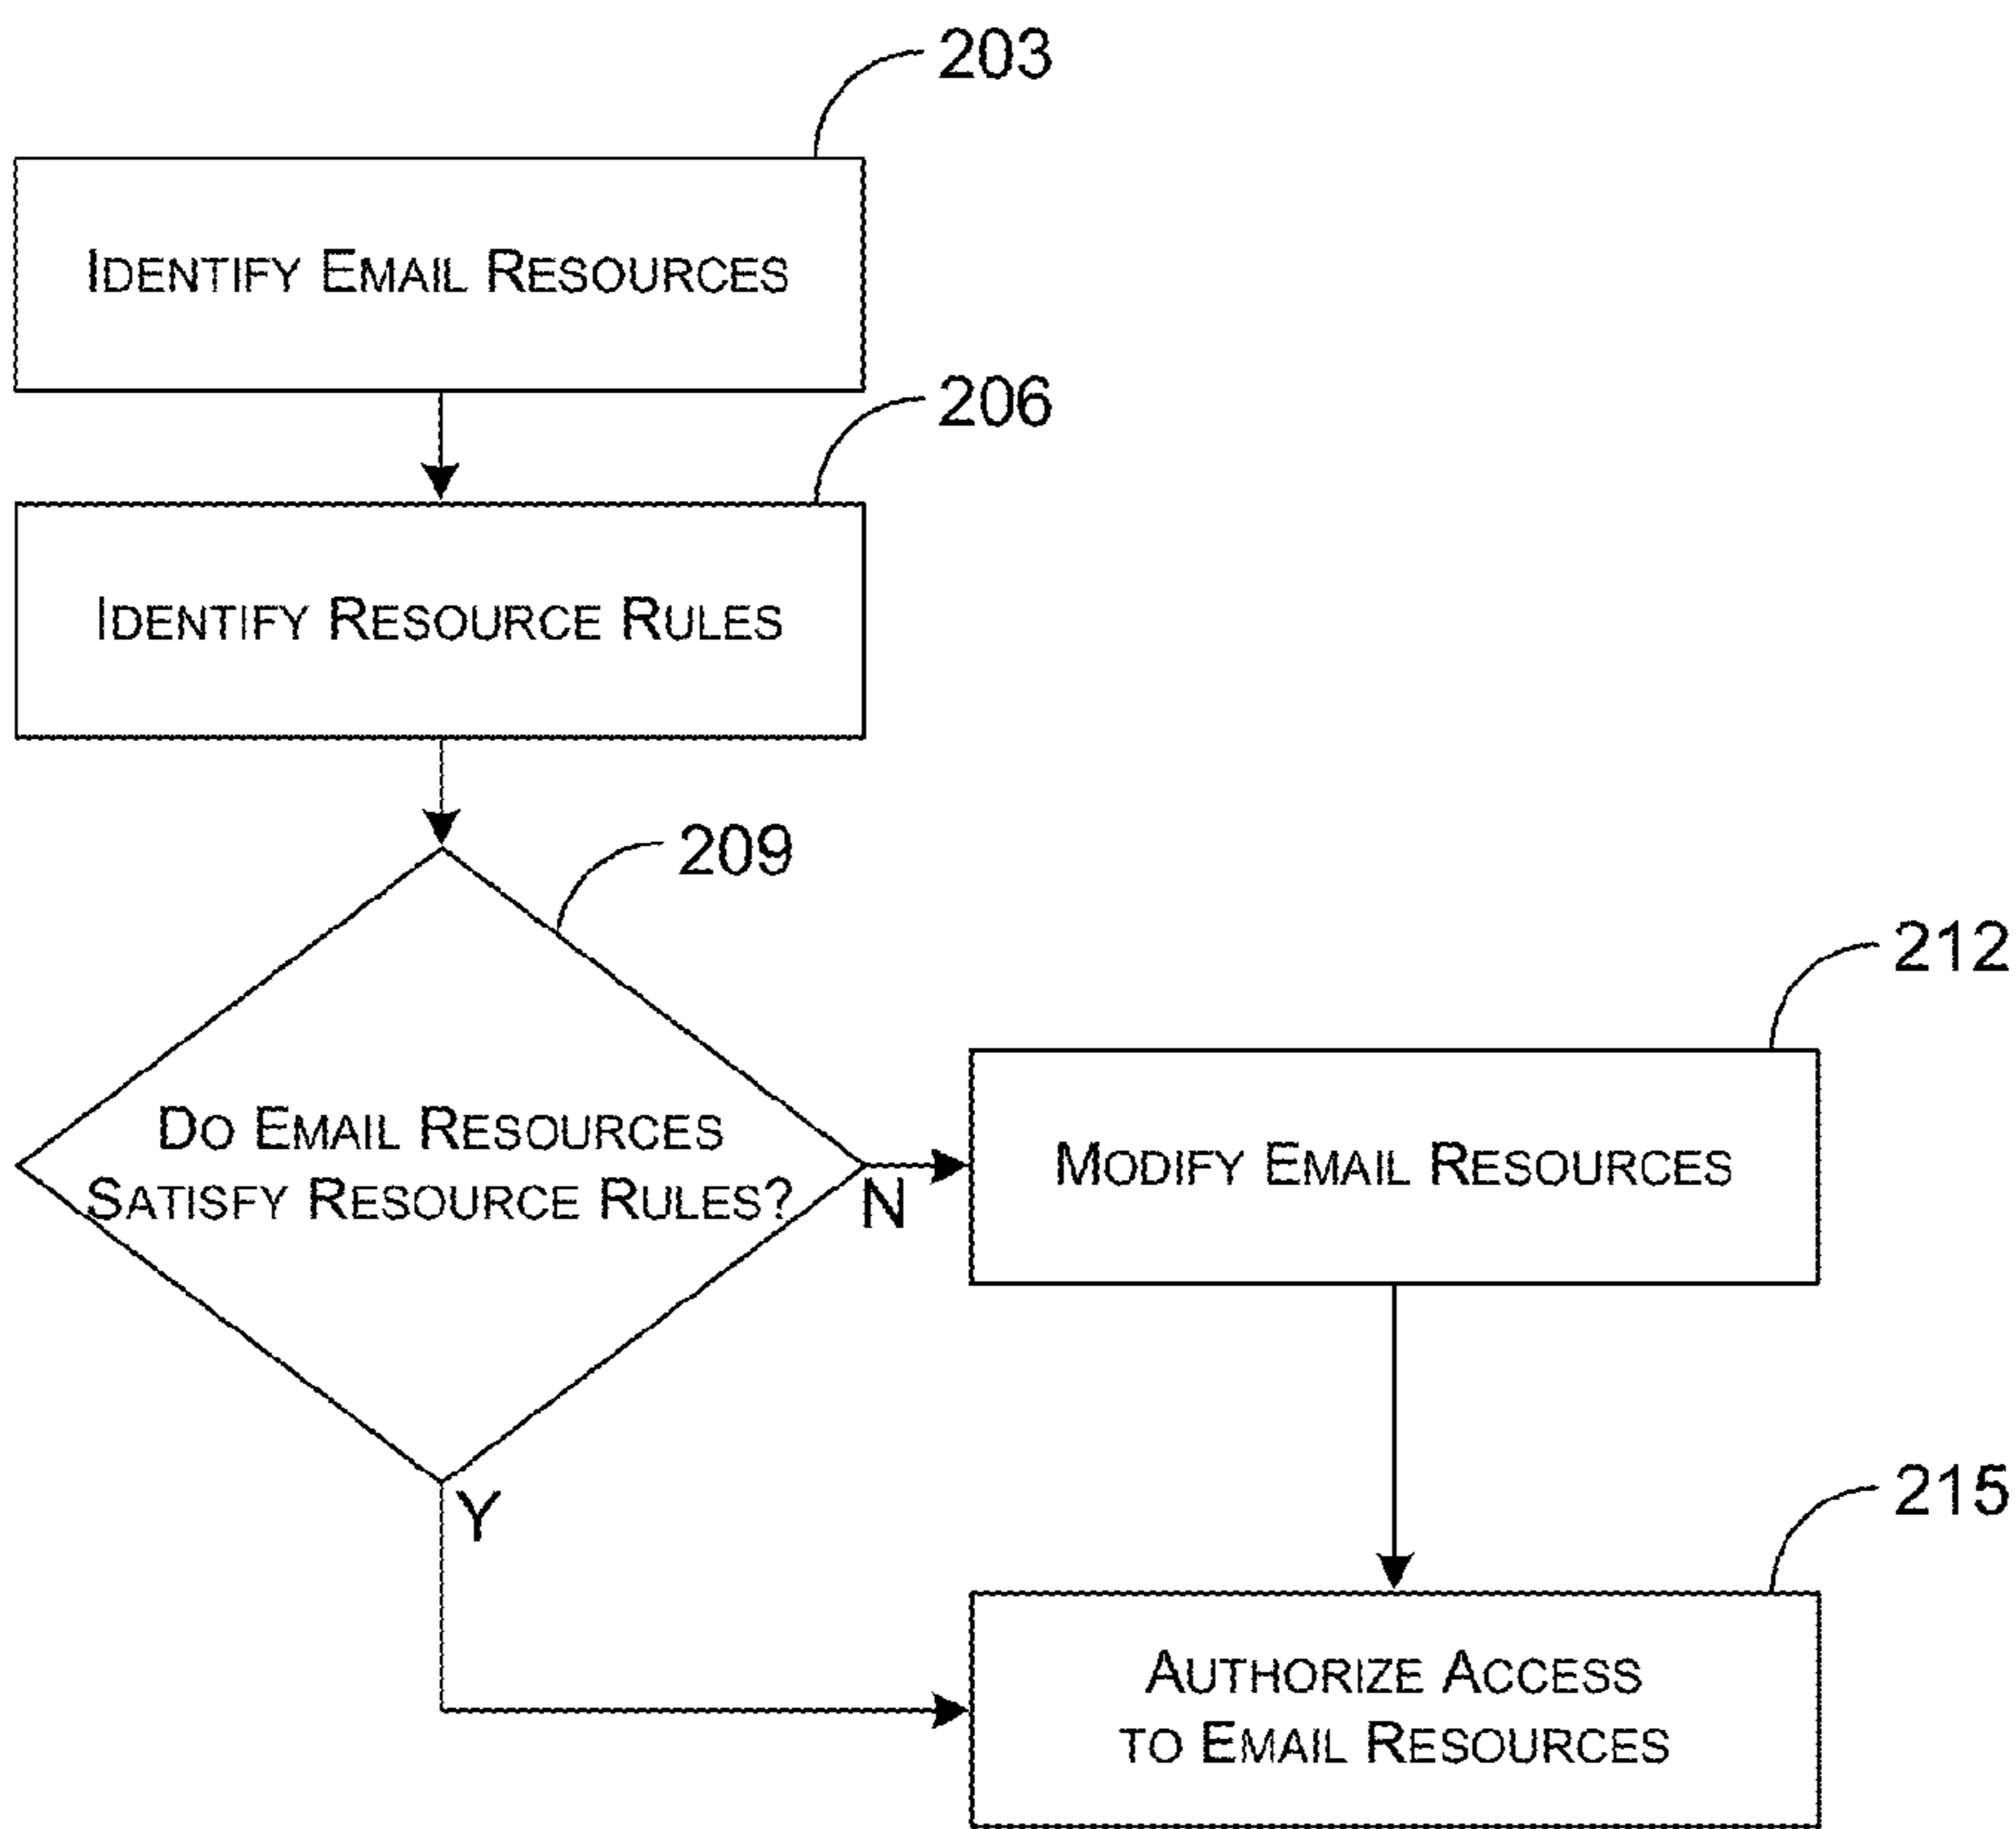 203
IDENTIFY EMAIL RESOURCES
206
IDENTIFY RESOURCE RULES
209
DO EMAIL RESOURCES
SATISFY RESOURCE RULES?
N
212
MODIFY EMAIL RESOURCES
Y
215
AUTHORIZE ACCESS
TO EMAIL RESOURCES